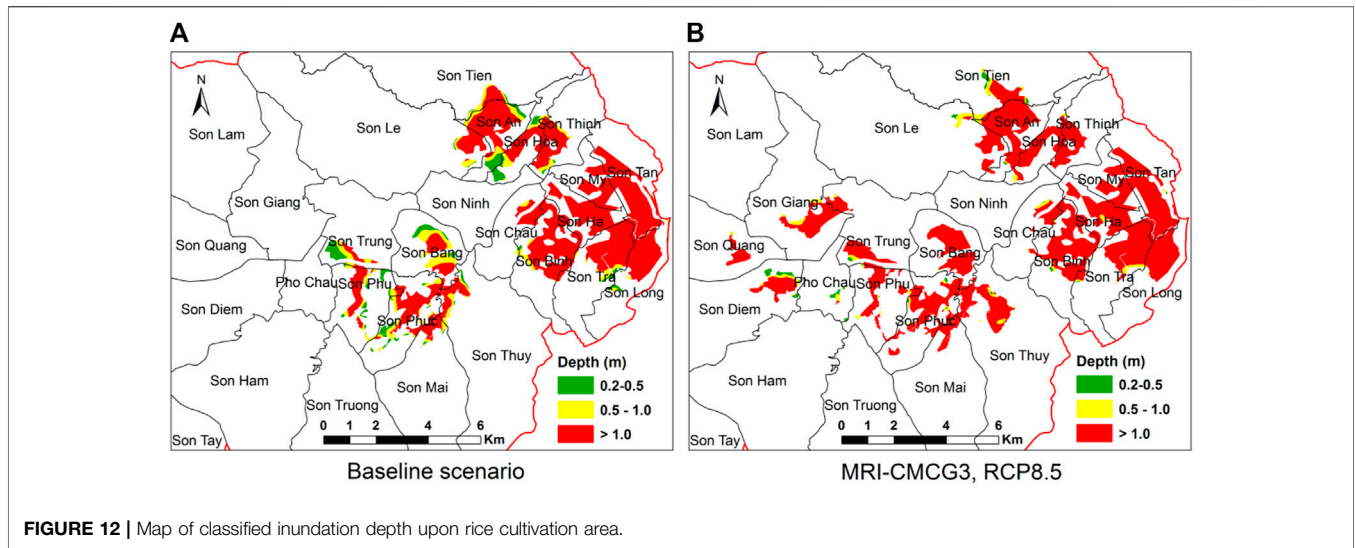 A
B
N
Son Tien
Son Lam
Son Le
Son An
Son Thinh
Son Hoa
Son My
Son Tan
Son Giang
Son Ninh
Son Ha
Son Quang
Son Trung
Son Chau
Son Bang
Son Binh
Pho Chau
Son Phu
Son Tra
Son Long
Son Diem
Son Phuc
Son Thuy
Son Ham
Son Mai
Son Truong
Son Tay
Depth (m)
0.2-0.5
0.5 - 1.0
> 1.0
0 1 2 4 6
Km
Baseline scenario
N
Son Tien
Son Lam
Son Le
Son An
Son Thinh
Son Hoa
Son My
Son Tan
Son Giang
Son Ninh
Son Ha
Son Quang
Son Trung
Son Chau
Son Bang
Son Binh
Pho Chau
Son Phu
Son Tra
Son Long
Son Diem
Son Phuc
Son Thuy
Son Ham
Son Mai
Son Truong
Son Tay
Depth (m)
0.2-0.5
0.5 - 1.0
> 1.0
0 1 2 4 6
Km
MRI-CMCG3, RCP8.5
FIGURE 12 | Map of classified inundation depth upon rice cultivation area.